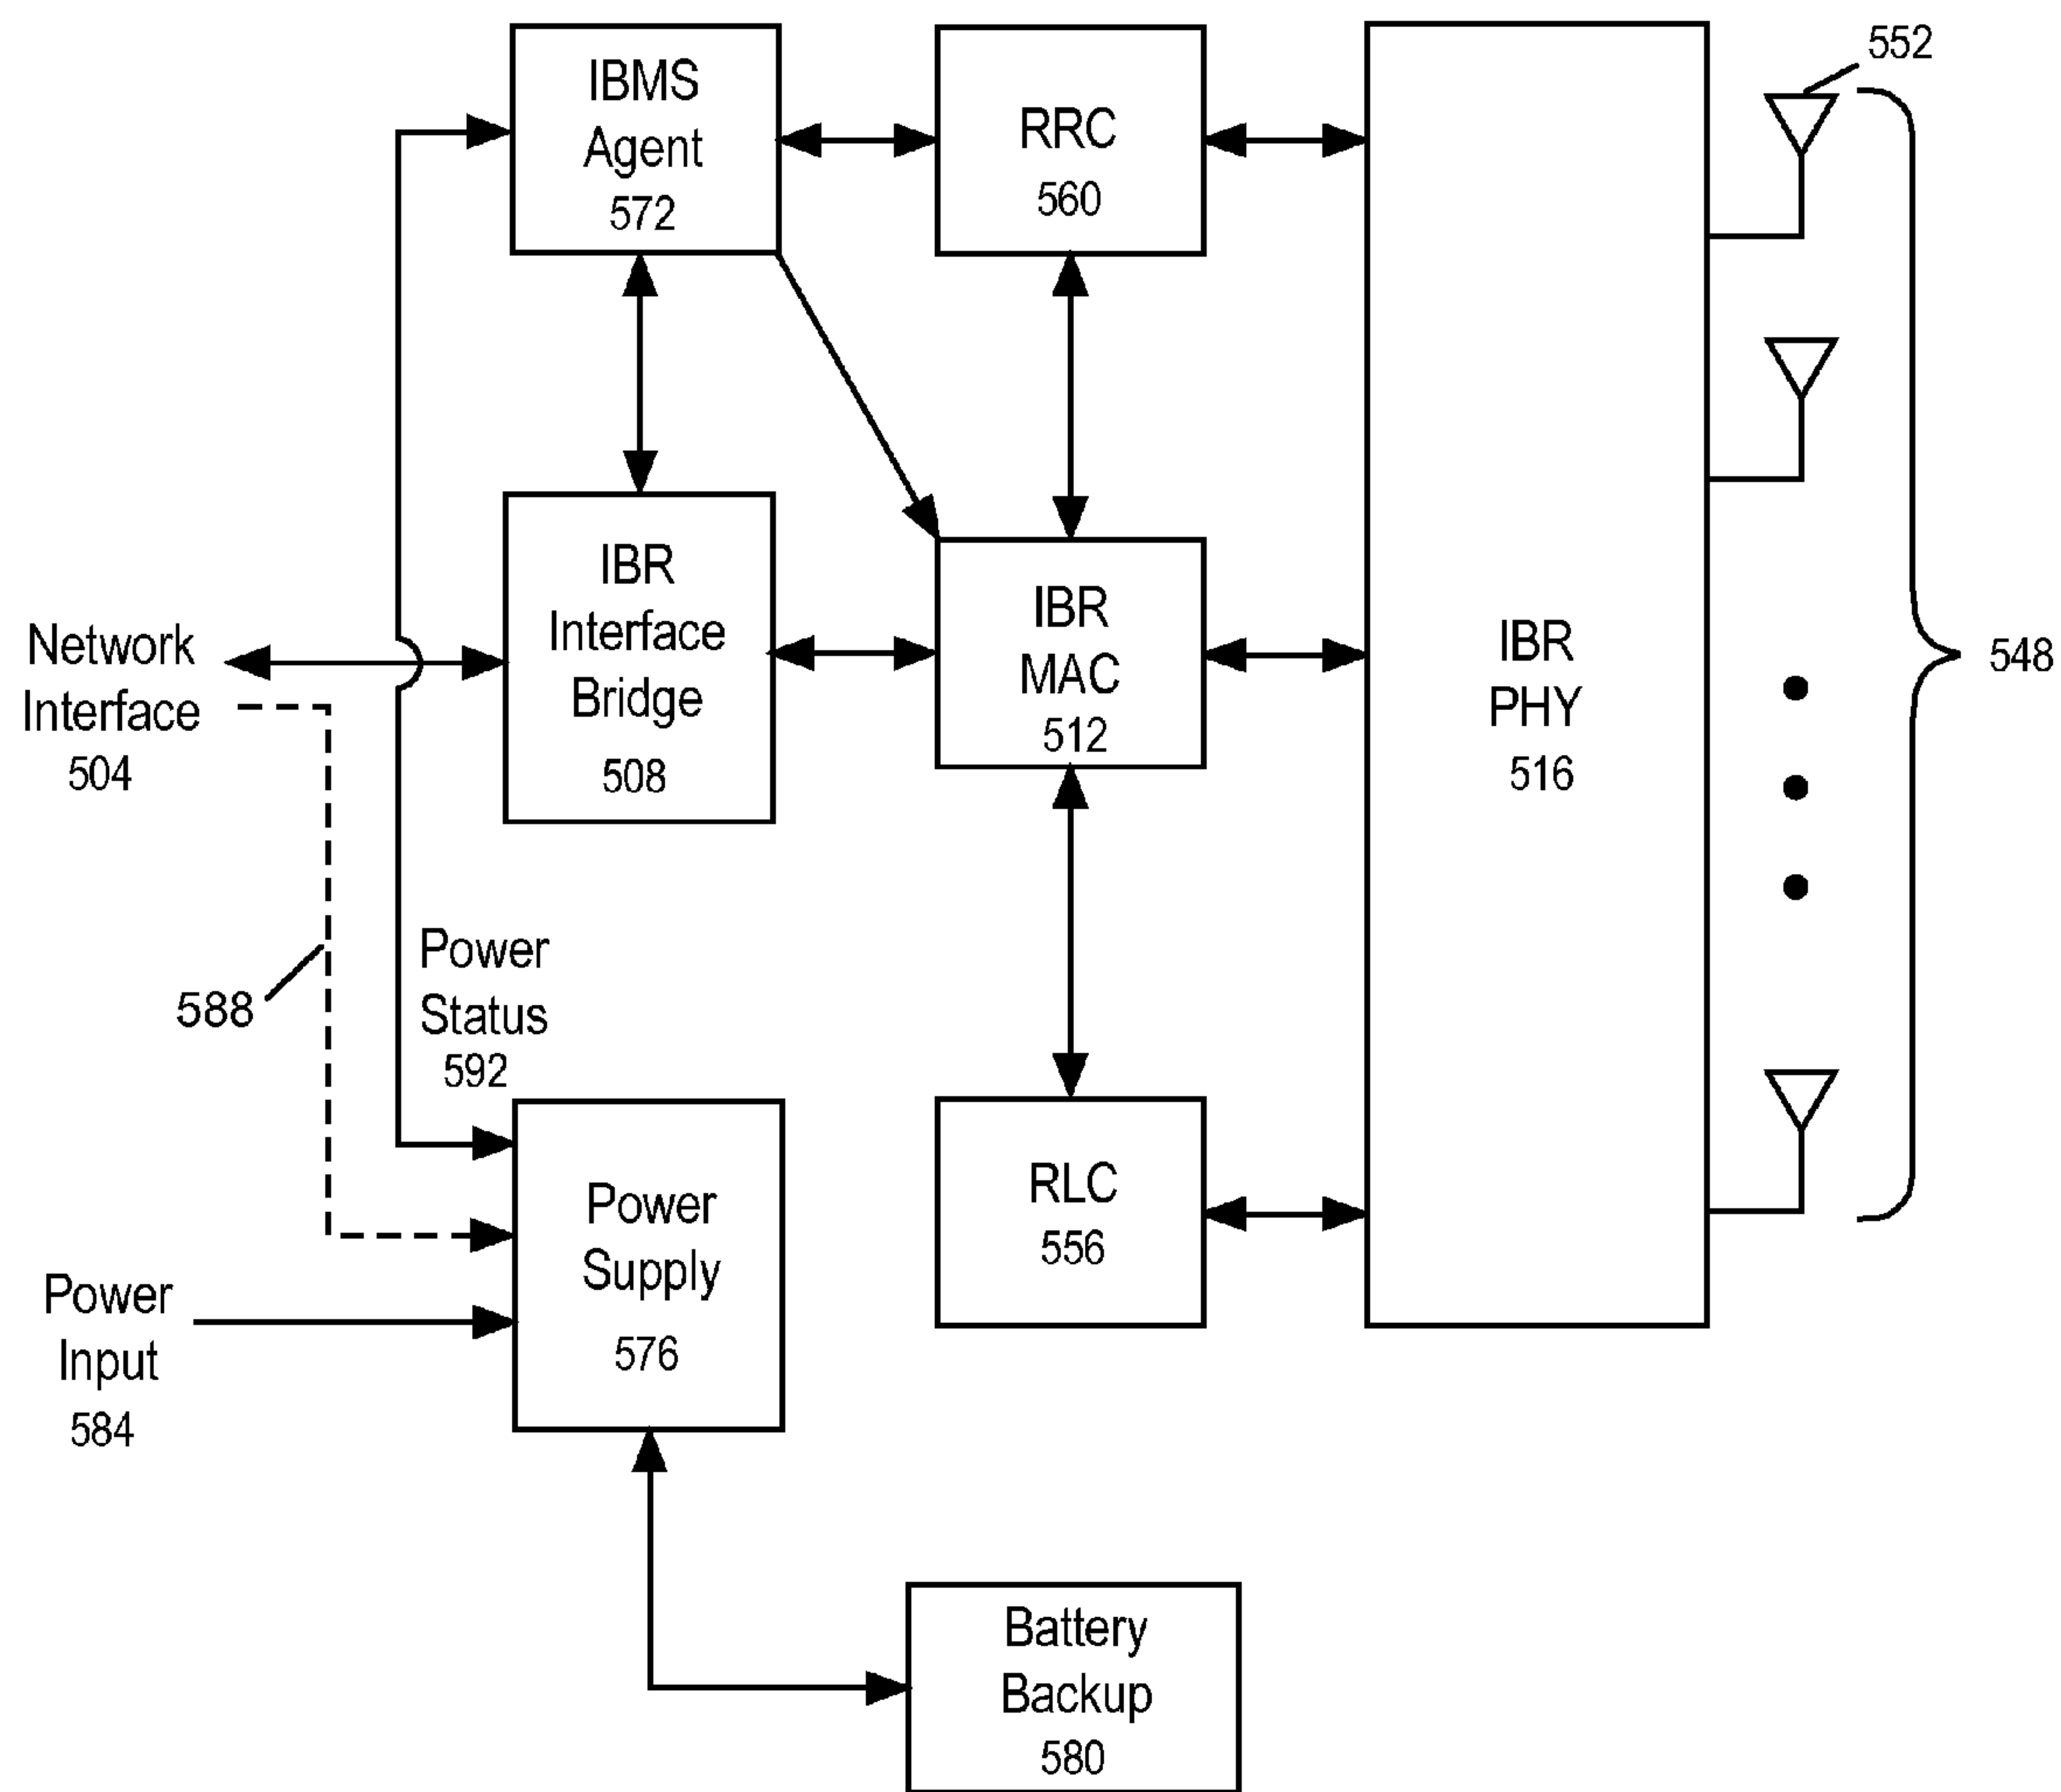 552
IBMS
Agent
572
RRC
560
IBR
Interface
Bridge
508
IBR
MAC
512
IBR
PHY
516
548
Network
Interface
504
588
Power
Status
592
Power
Supply
576
RLC
556
Power
Input
584
Battery
Backup
580